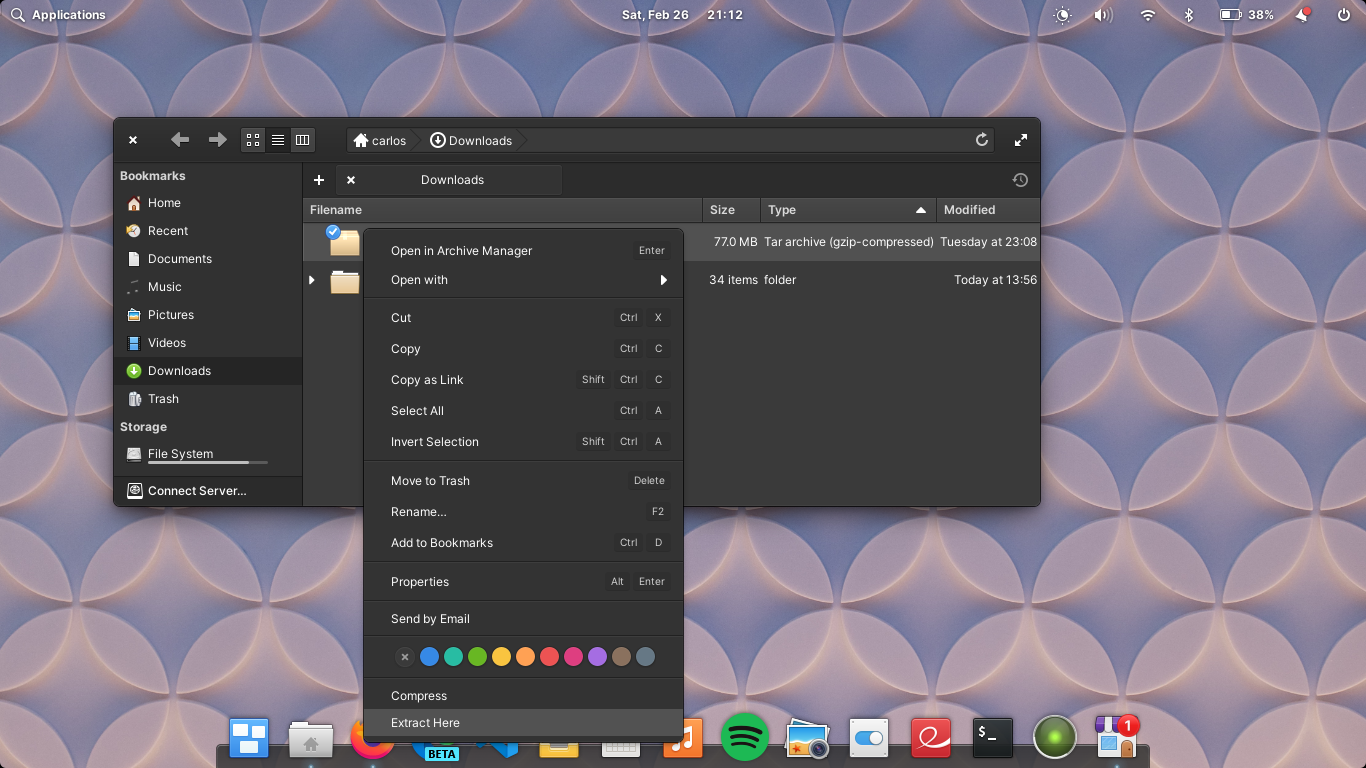 Applications
Sat, Feb 26 21:12
38%
carlos
Downloads
Bookmarks
Home
Recent
Documents
Music
Pictures
Videos
Downloads
Trash
Storage
File System
Connect Server...
Downloads
Filename Size Type Modified
77.0 MB Tar archive (gzip-compressed) Tuesday at 23:08
34 items folder Today at 13:56
Open in Archive Manager Enter
Open with
Cut Ctrl X
Copy Ctrl C
Copy as Link Shift Ctrl C
Select All Ctrl A
Invert Selection Shift Ctrl A
Move to Trash Delete
Rename... F2
Add to Bookmarks Ctrl D
Properties Alt Enter
Send by Email
Compress
Extract Here
BETA
$_
1